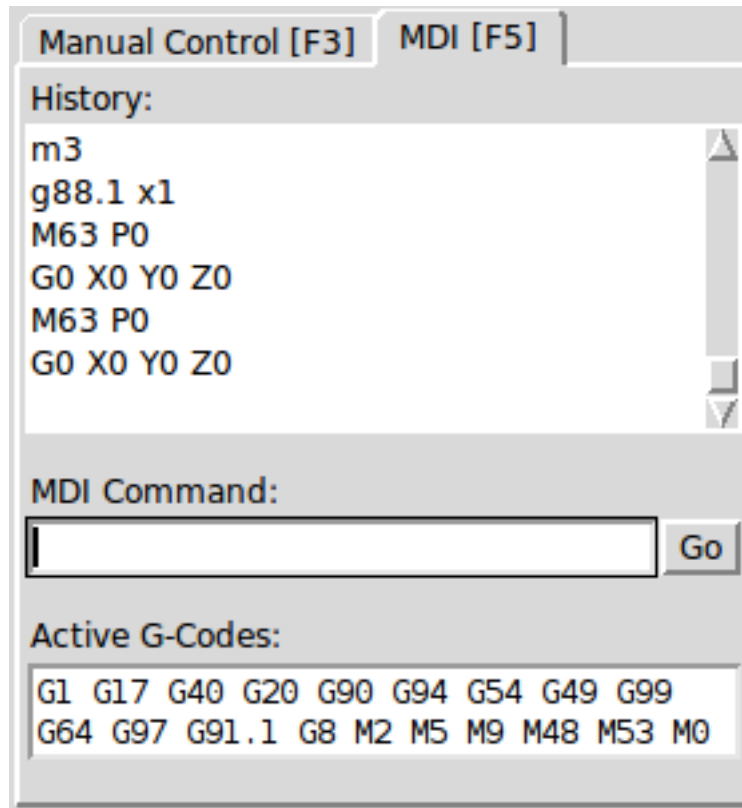 Manual Control [F3] MDI [F5]
History:
m3
g88.1 x1
M63 P0
G0 X0 Y0 Z0
M63 P0
G0 X0 Y0 Z0
MDI Command:
Go
Active G-Codes:
G1 G17 G40 G20 G90 G94 G54 G49 G99
G64 G97 G91.1 G8 M2 M5 M9 M48 M53 M0